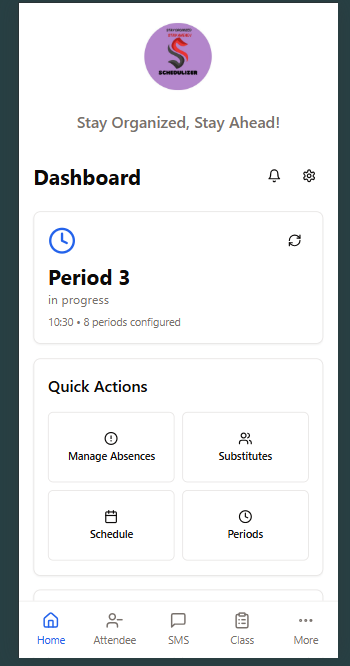 STAY ORGANIZED,
STAY AHEAD!
SCHEDULIZER
Stay Organized, Stay Ahead!
Dashboard
Period 3
in progress
10:30 • 8 periods configured
Quick Actions
Manage Absences
Substitutes
Schedule
Periods
Home
Attendee
SMS
Class
More